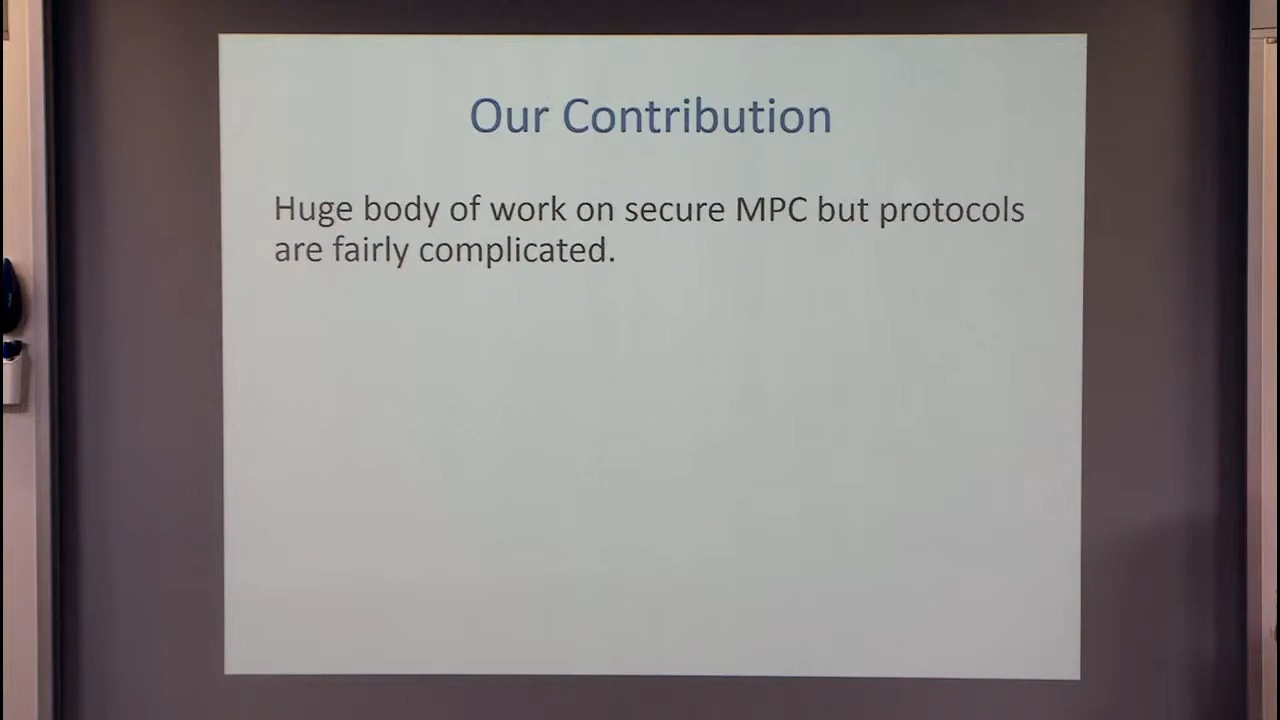 Our Contribution
Huge body of work on secure MPC but protocols
are fairly complicated.